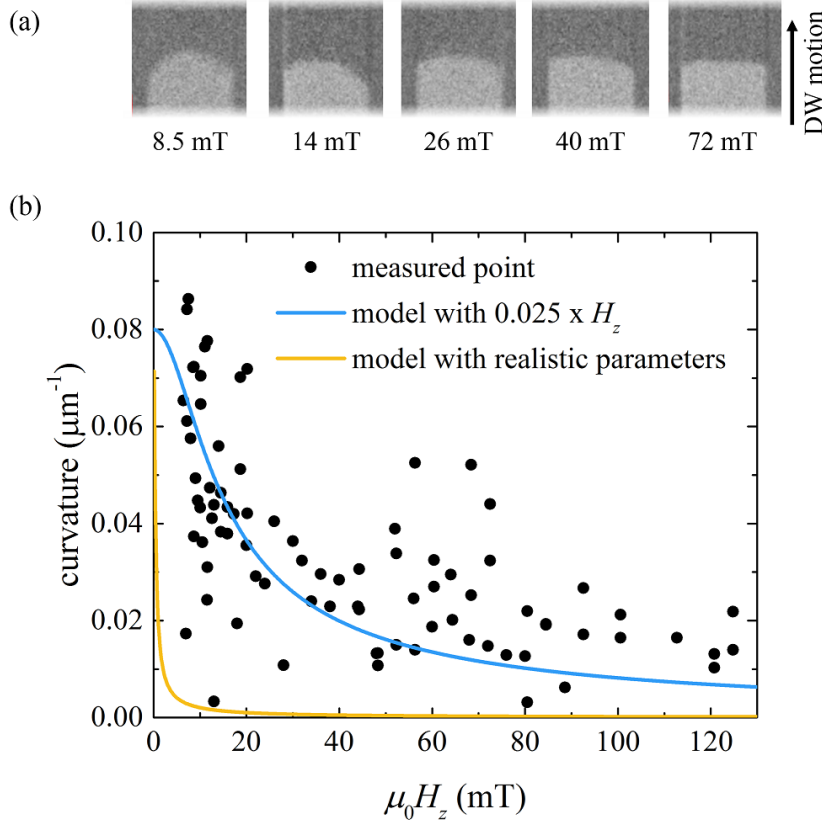 (a)
DW motion
8.5 mT 14 mT 26 mT 40 mT 72 mT
(b)
0.10
0.08
0.06
0.04
0.02
0.00
curvature (μm⁻¹)
measured point
model with 0.025 x H_z
model with realistic parameters
0 20 40 60 80 100 120
μ₀H_z (mT)